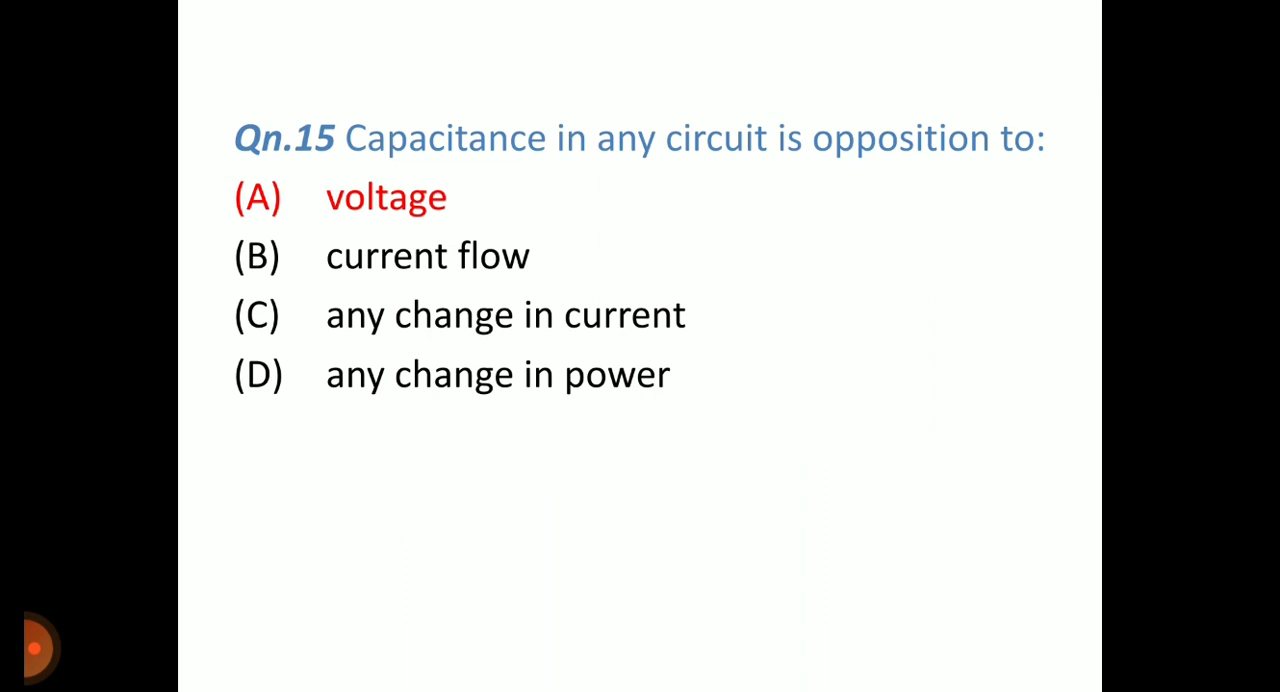 Qn.15 Capacitance in any circuit is opposition to:
(A) voltage
(B) current flow
(C) any change in current
(D) any change in power